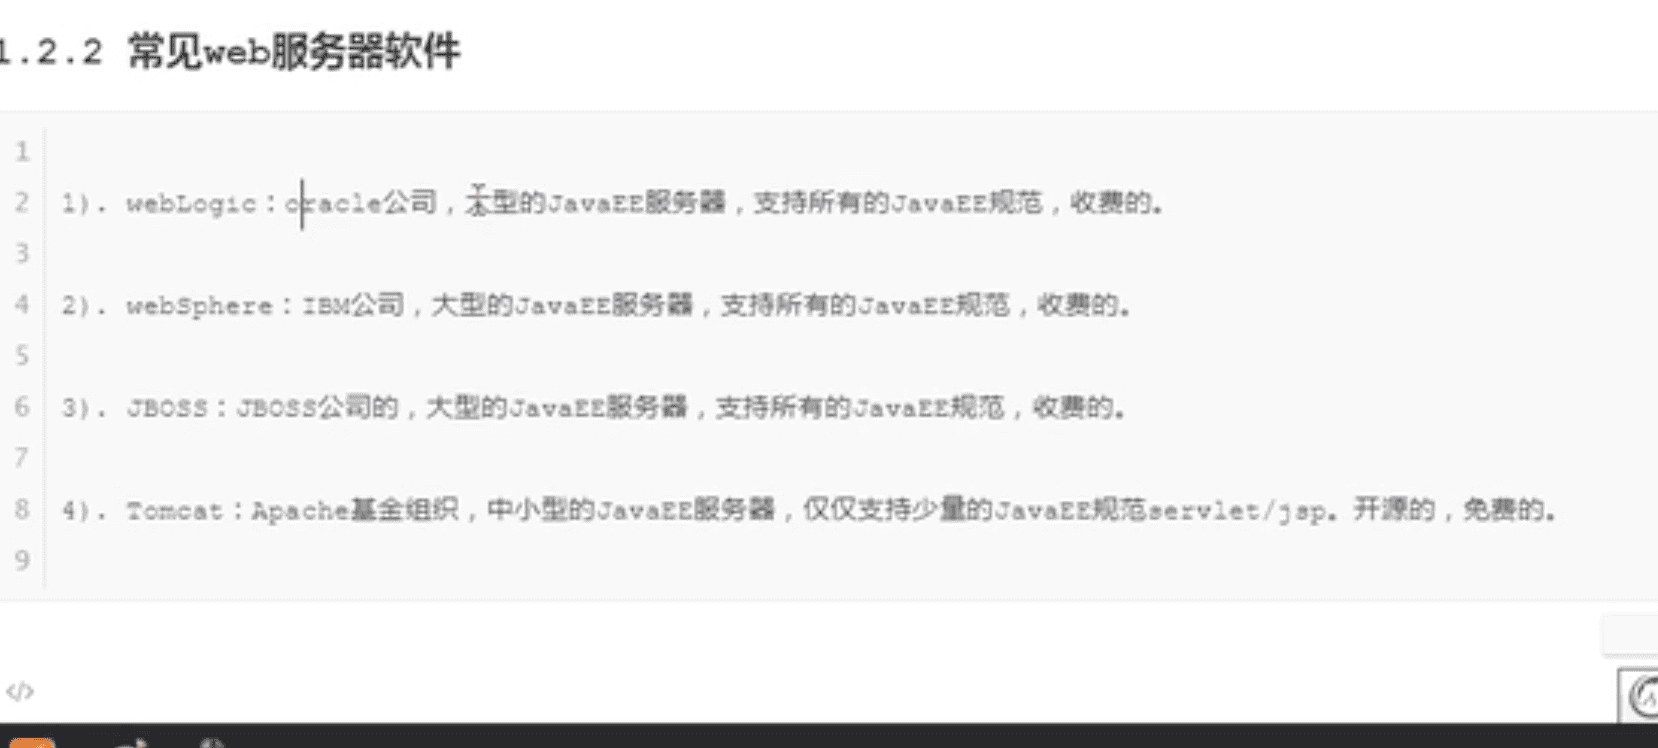 1.2.2 常见web服务器软件
1
2 1). webLogic：oracle公司，大型的JavaEE服务器，支持所有的JavaEE规范，收费的。
3
4 2). webSphere：IBM公司，大型的JavaEE服务器，支持所有的JavaEE规范，收费的。
5
6 3). JBOSS：JBOSS公司的，大型的JavaEE服务器，支持所有的JavaEE规范，收费的。
7
8 4). Tomcat：Apache基金组织，中小型的JavaEE服务器，仅仅支持少量的JavaEE规范servlet/jsp。开源的，免费的。
9
</>